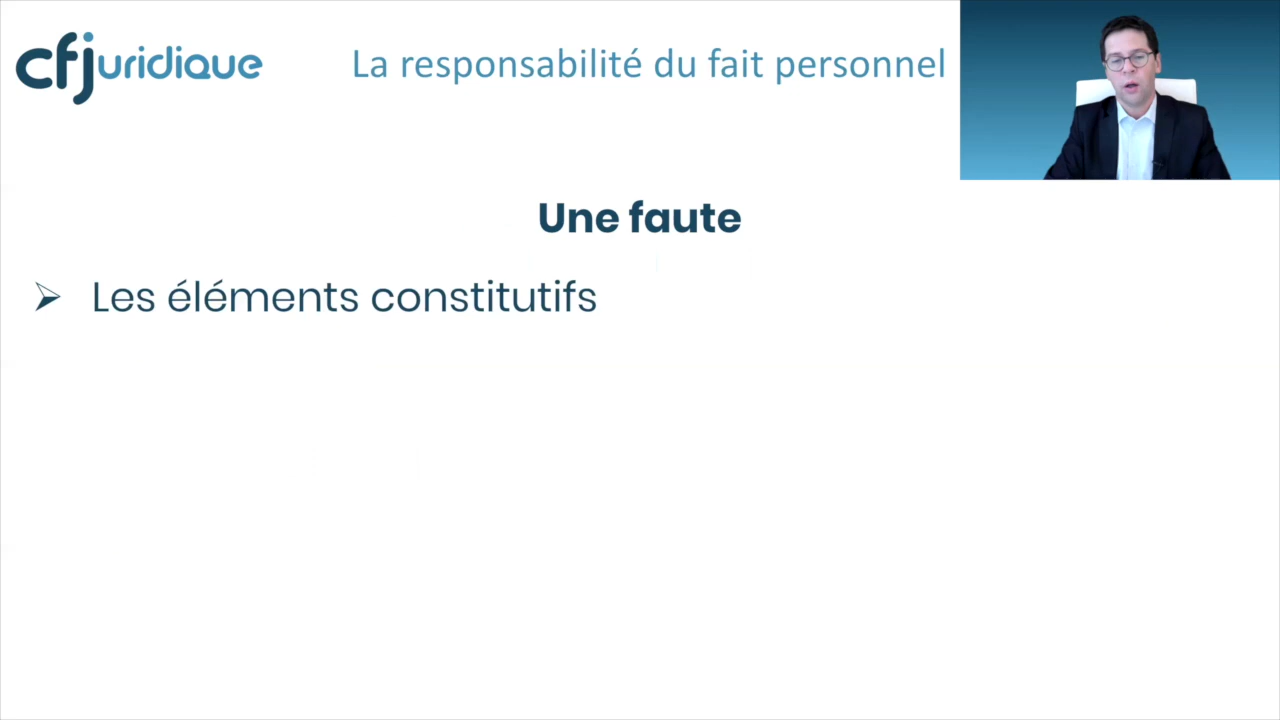 cfjuridique
La responsabilité du fait personnel
Une faute
Les éléments constitutifs